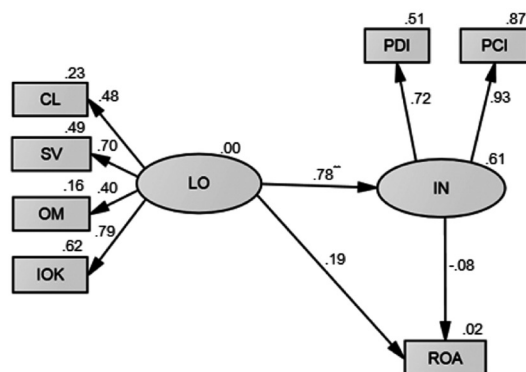 .51
PDI
.87
PCI
.23
CL
.48
.72
.93
.49
SV
.70
.00
LO
.78**
.61
IN
.16
OM
.40
.62
IOK
.79
.19
-.08
.02
ROA